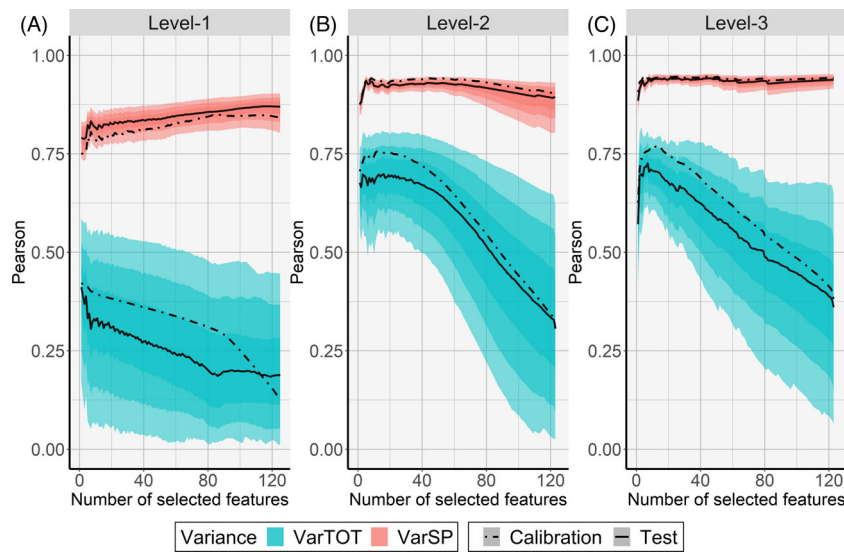 (A) Level-1
(B) Level-2
(C) Level-3
Pearson
1.00
0.75
0.50
0.25
0.00
0 40 80 120
Number of selected features
Pearson
1.00
0.75
0.50
0.25
0.00
0 40 80 120
Number of selected features
Pearson
1.00
0.75
0.50
0.25
0.00
0 40 80 120
Number of selected features
Variance VarTOT VarSP Calibration Test